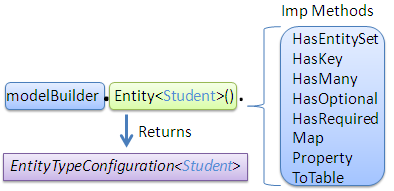 Imp Methods
modelBuilder.Entity<Student>().
HasEntitySet
HasKey
HasMany
HasOptional
HasRequired
Map
Property
ToTable
Returns
EntityTypeConfiguration<Student>